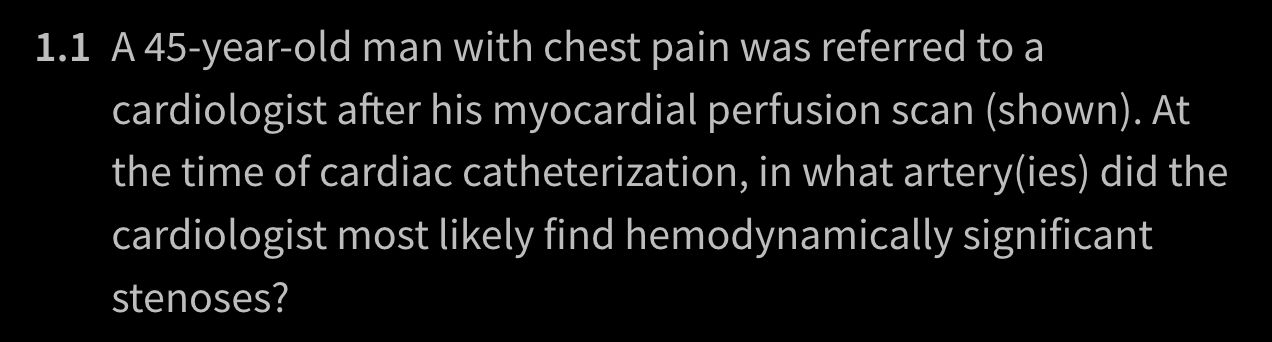 1.1 A 45-year-old man with chest pain was referred to a
cardiologist after his myocardial perfusion scan (shown). At
the time of cardiac catheterization, in what artery(ies) did the
cardiologist most likely find hemodynamically significant
stenoses?